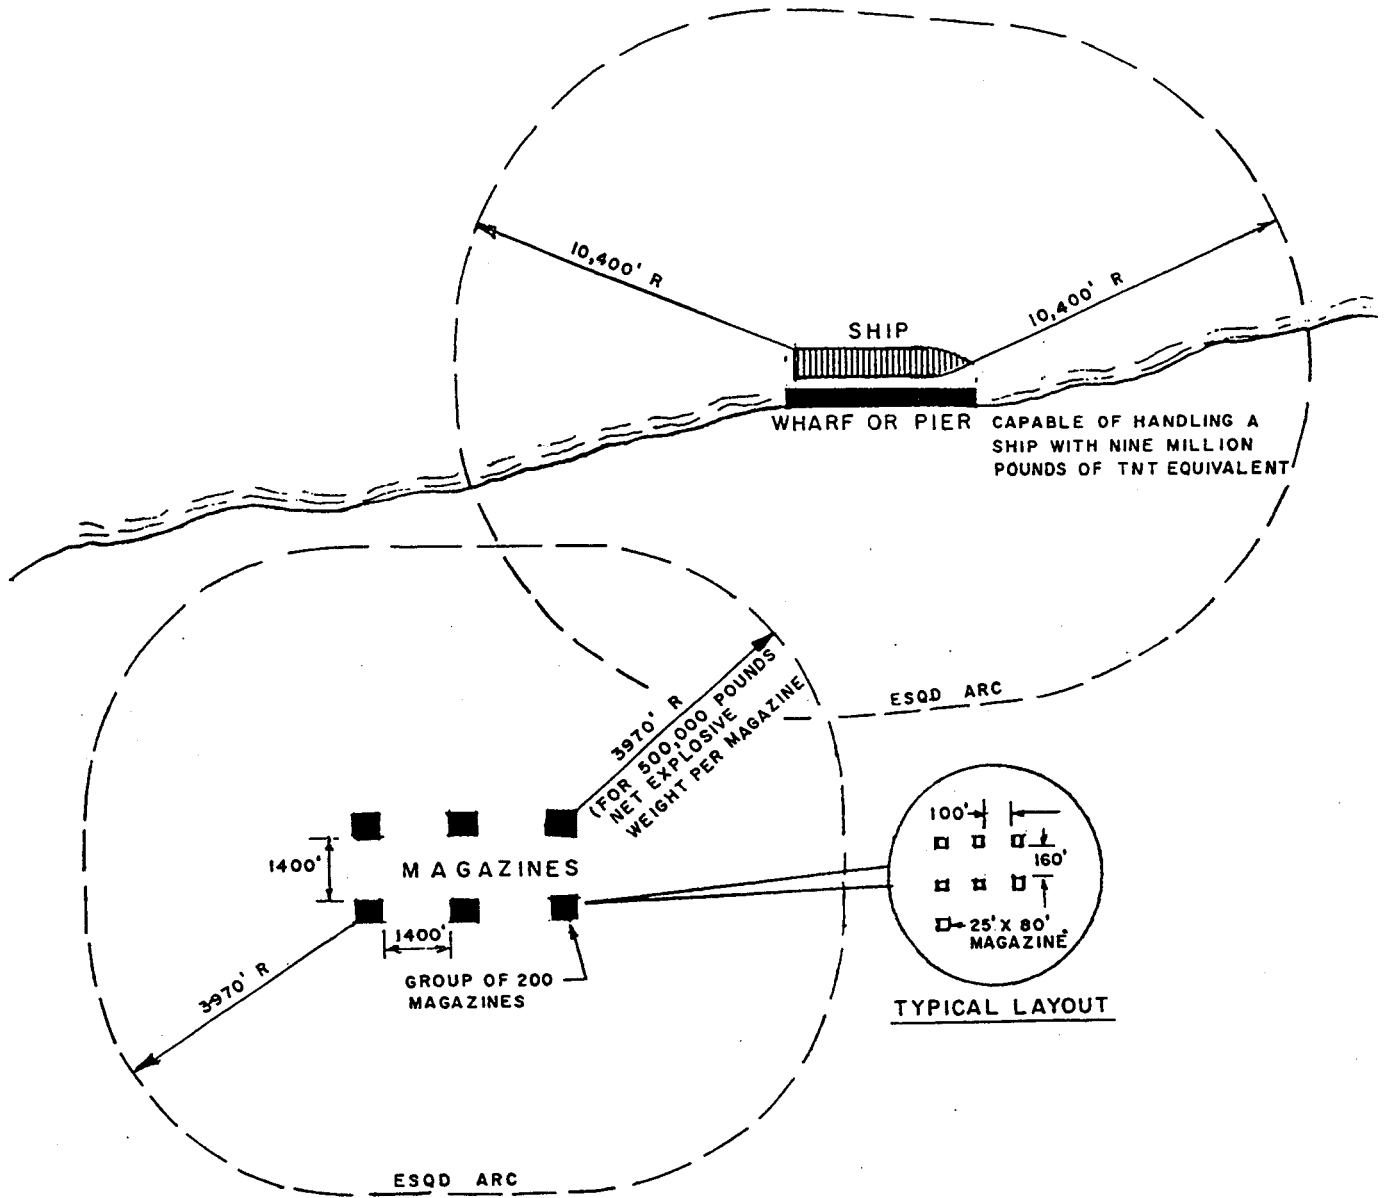 10,400' R
10,400' R
SHIP
WHARF OR PIER
CAPABLE OF HANDLING A
SHIP WITH NINE MILLION
POUNDS OF TNT EQUIVALENT
ESQD ARC
3970' R
(FOR 500,000 POUNDS
NET EXPLOSIVE
WEIGHT PER MAGAZINE
1400'
MAGAZINES
1400'
3970' R
GROUP OF 200
MAGAZINES
100'
160'
25' X 80'
MAGAZINE
TYPICAL LAYOUT
ESQD ARC